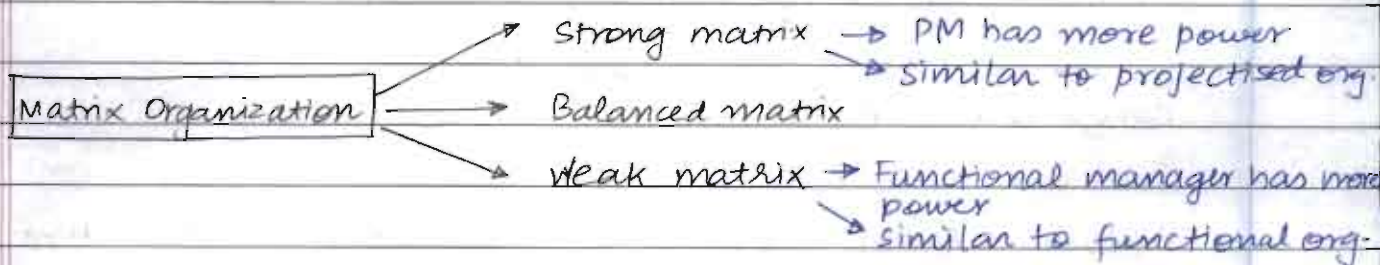 Strong matrix → PM has more power
→ similar to projectised org.
Matrix Organization → Balanced matrix
Weak matrix → Functional manager has more
power
→ similar to functional org.